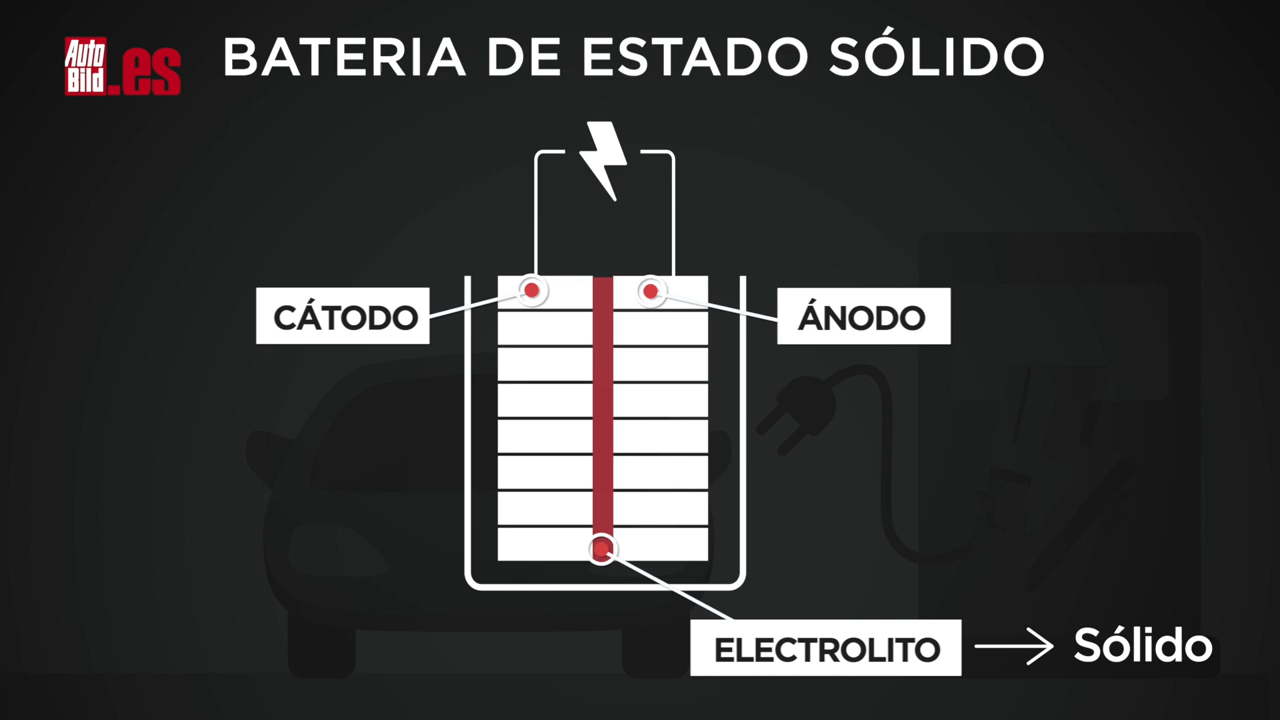 Auto
Bild
.es
BATERIA DE ESTADO SÓLIDO
CÁTODO
ÁNODO
ELECTROLITO
Sólido